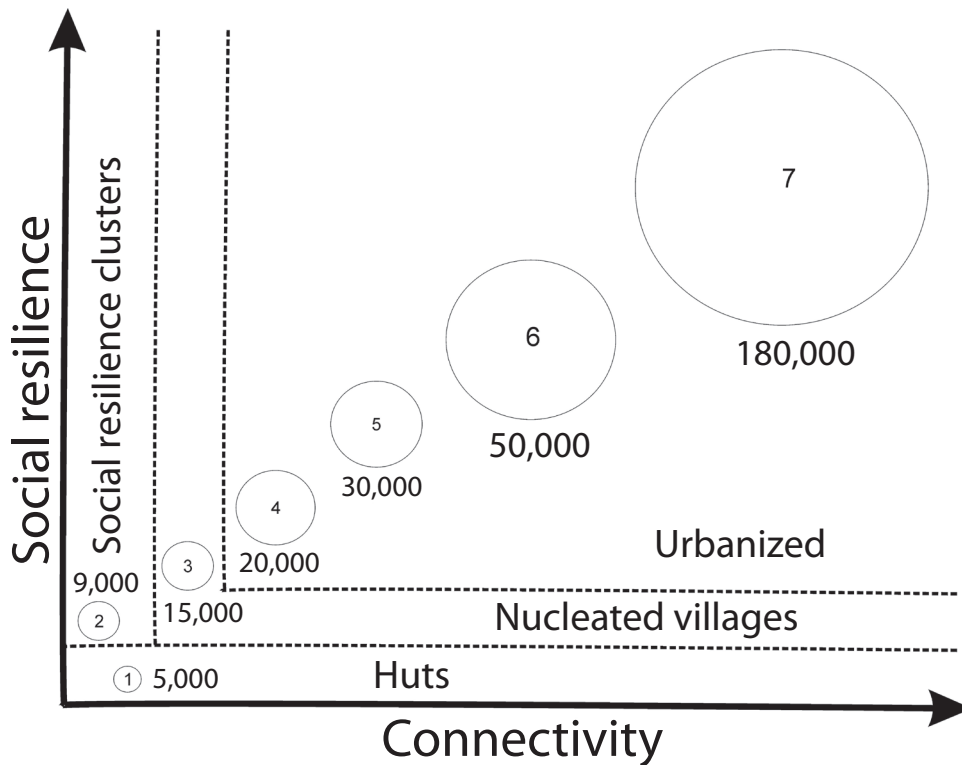 Social resilience
Social resilience clusters
7
180,000
6
50,000
5
30,000
4
20,000
Urbanized
3
15,000
9,000
2
Nucleated villages
1
5,000
Huts
Connectivity